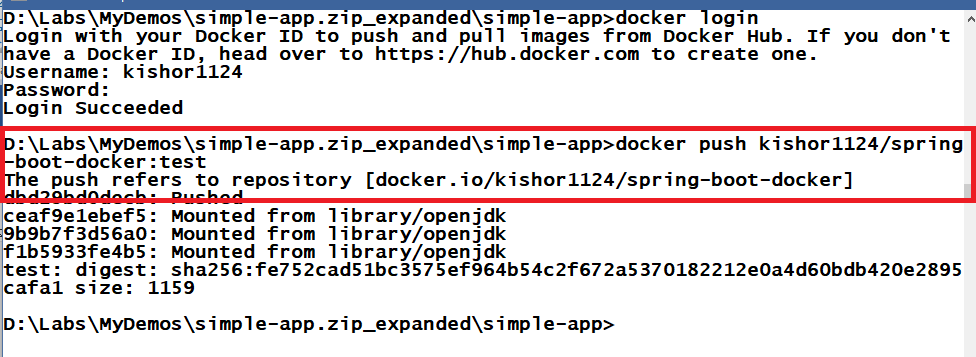 D:\Labs\MyDemos\simple-app.zip_expanded\simple-app>docker login
Login with your Docker ID to push and pull images from Docker Hub. If you don't
have a Docker ID, head over to https://hub.docker.com to create one.
Username: kishor1124
Password:
Login Succeeded
D:\Labs\MyDemos\simple-app.zip_expanded\simple-app>docker push kishor1124/spring
-boot-docker:test
The push refers to repository [docker.io/kishor1124/spring-boot-docker]
dbd29bd0decb: Pushed
ceaf9e1ebef5: Mounted from library/openjdk
9b9b7f3d56a0: Mounted from library/openjdk
f1b5933fe4b5: Mounted from library/openjdk
test: digest: sha256:fe752cad51bc3575ef964b54c2f672a5370182212e0a4d60bdb420e2895
cafa1 size: 1159
D:\Labs\MyDemos\simple-app.zip_expanded\simple-app>